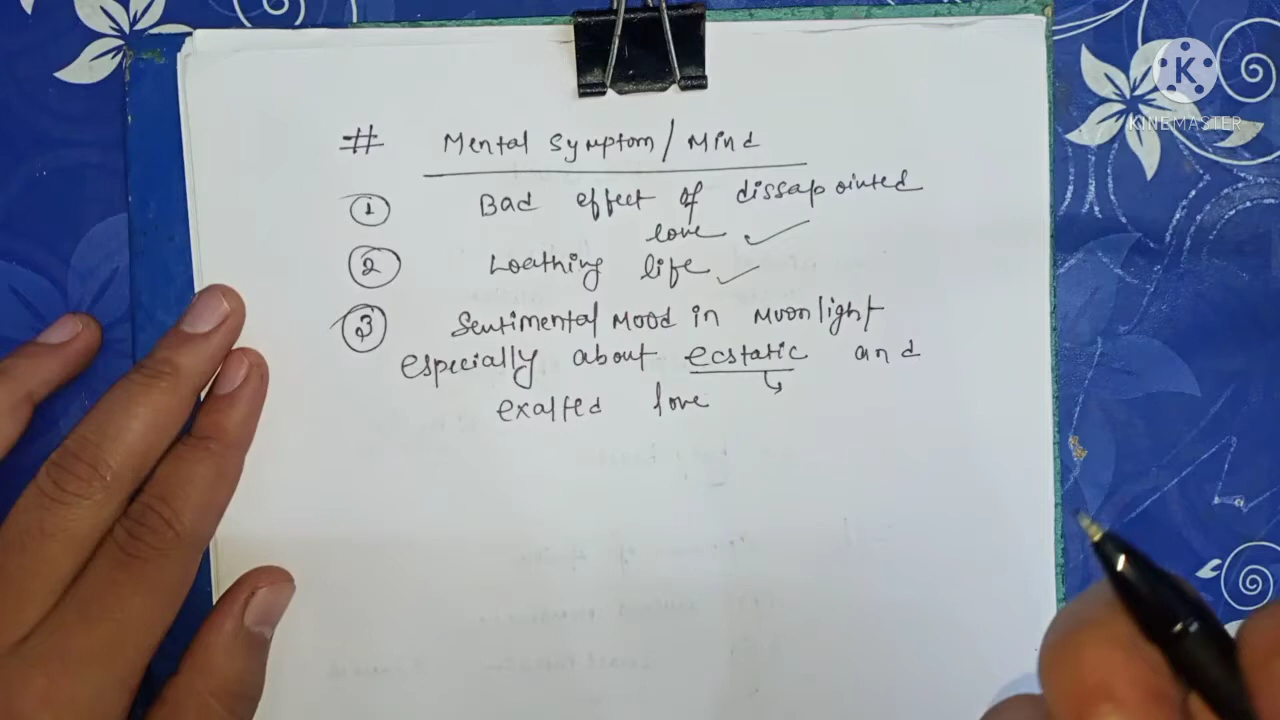 # Mental Symptom / Mind
① Bad effect of dissapointed
love ✓
② Loathing life ✓
③ Sentimental Mood in Moonlight
especially about ecstatic and
exalted love
K
KINEMASTER